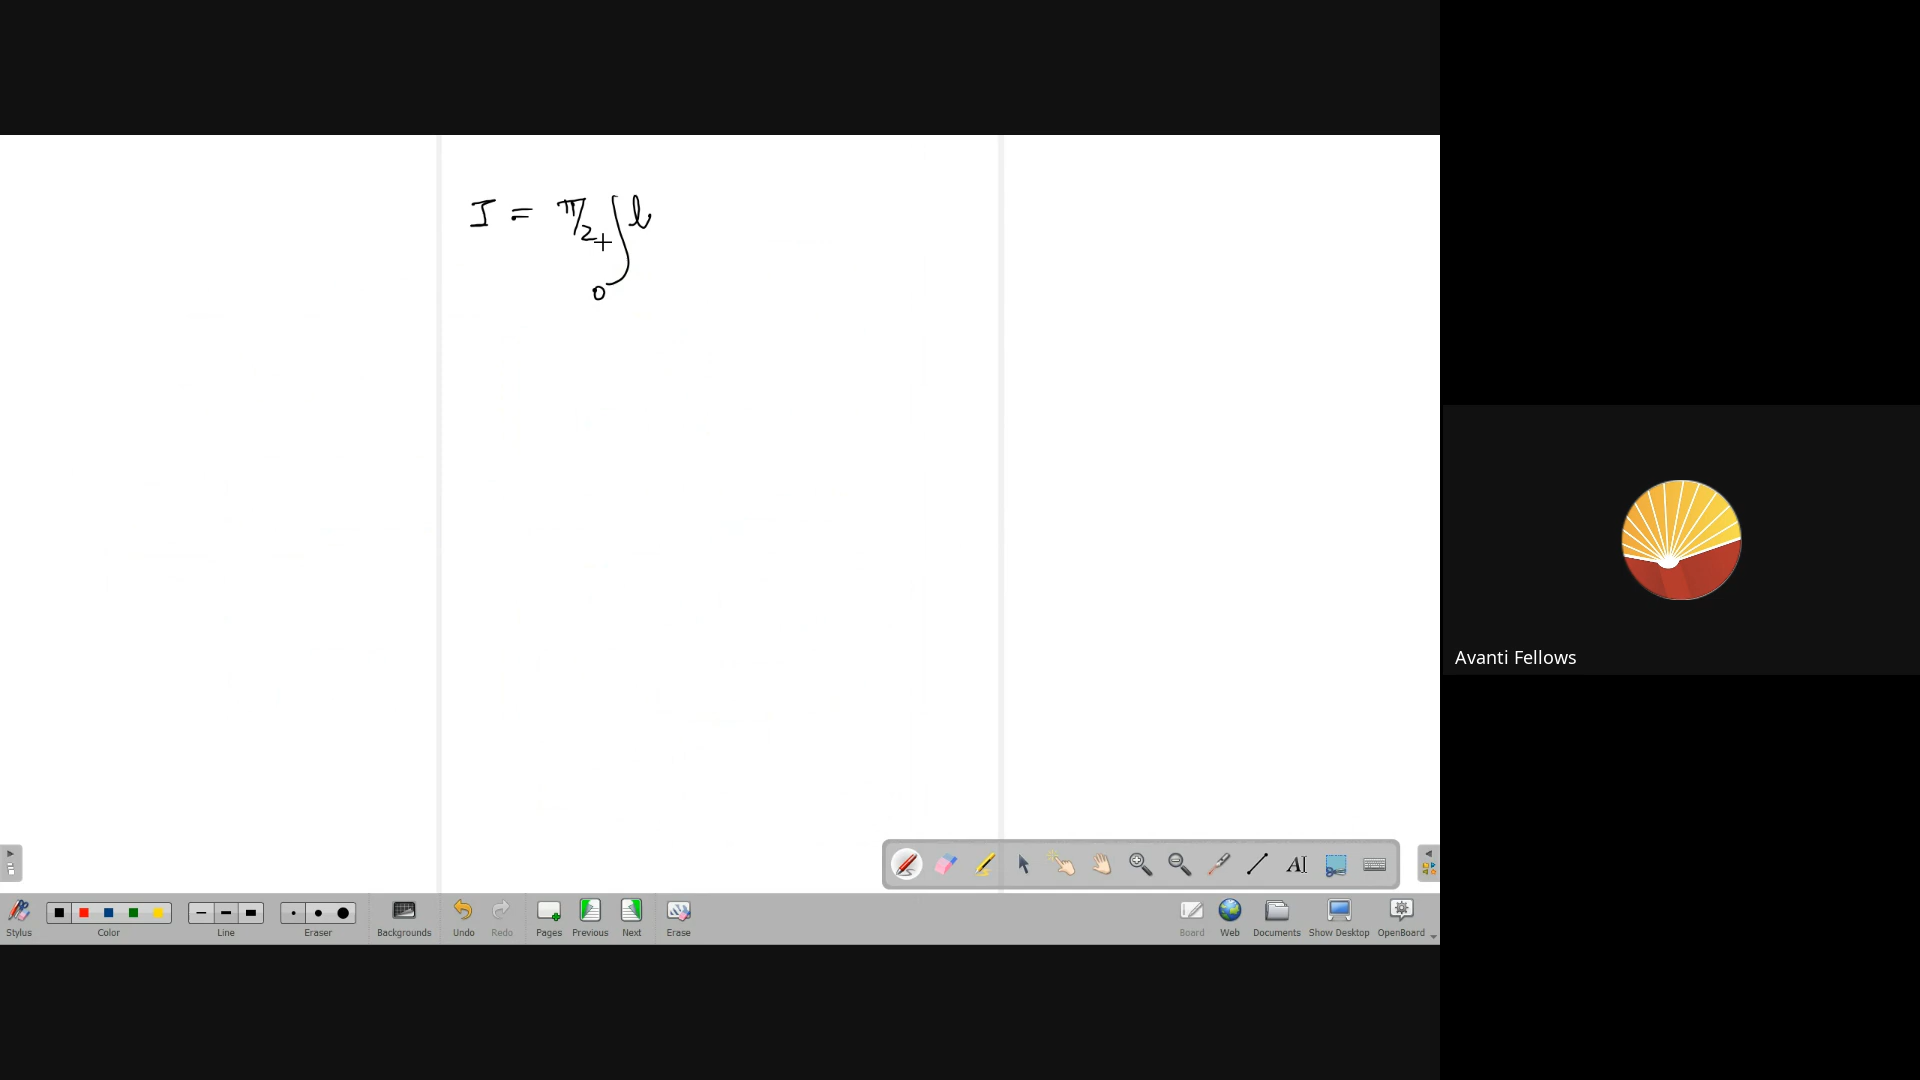 I = π/2 ∫ l
0
Avanti Fellows
Stylus Color Line Eraser Backgrounds Undo Redo Pages Previous Next Erase Board Web Documents Show Desktop OpenBoard